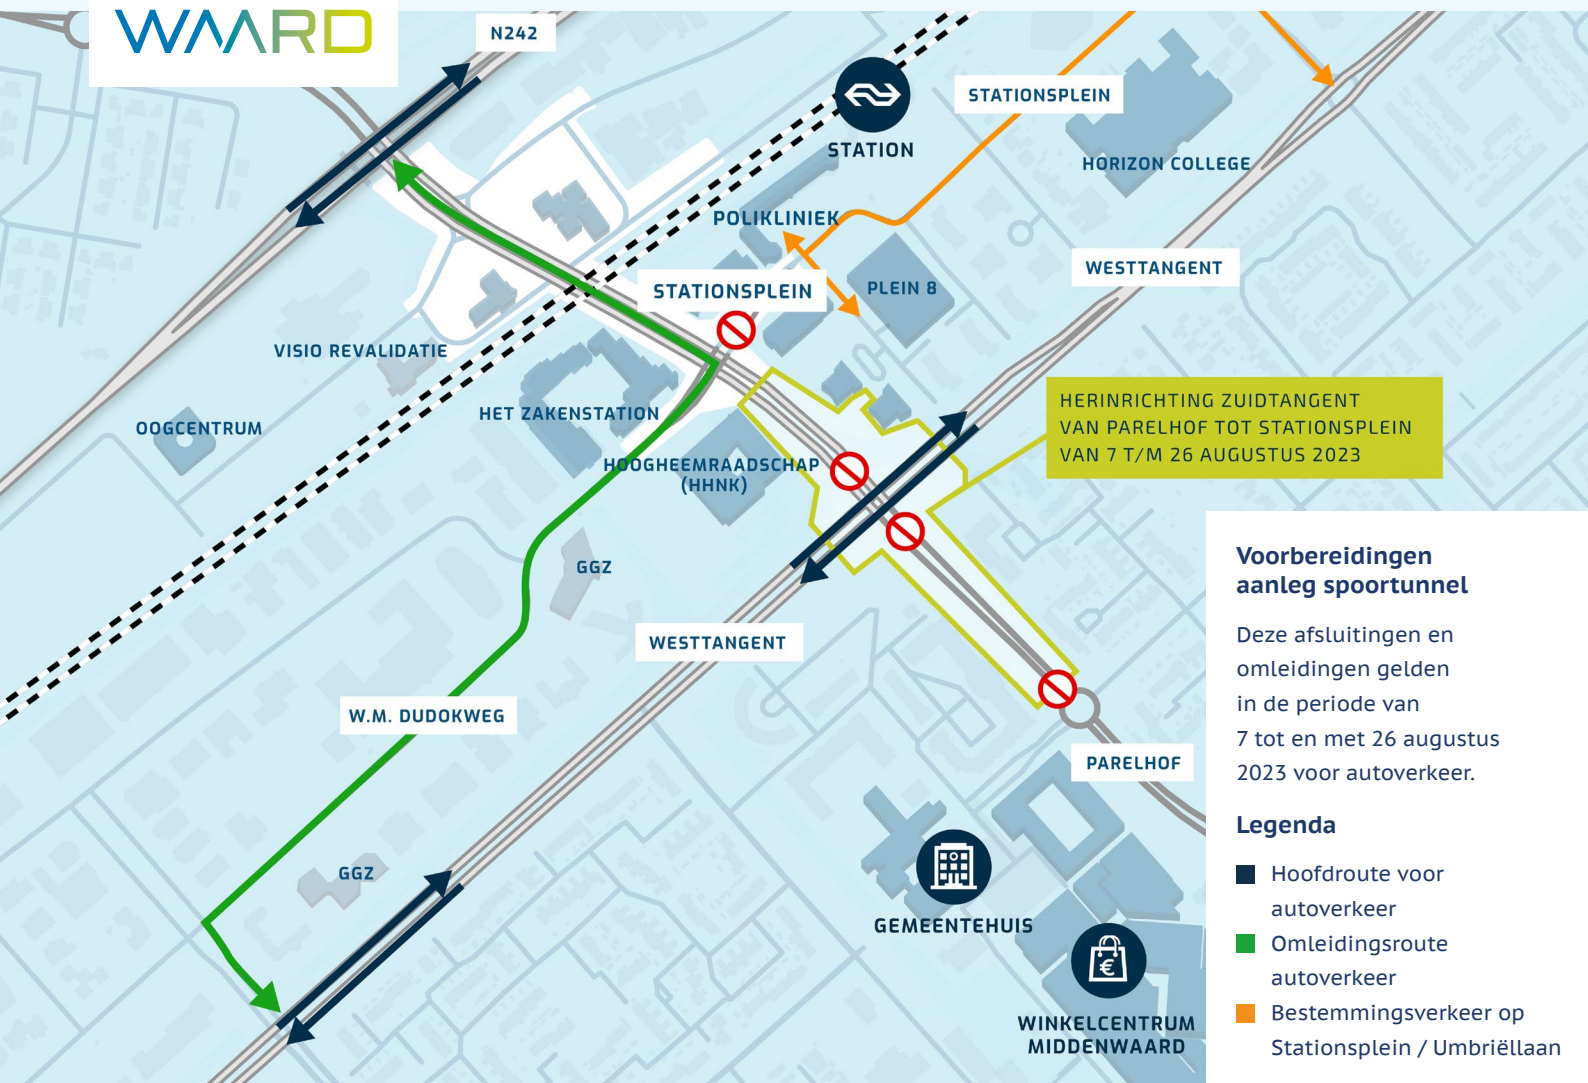 WAARD
N242
STATIONSPLEIN
STATION
HORIZON COLLEGE
POLIKLINIEK
WESTTANGENT
STATIONSPLEIN
PLEIN 8
VISIO REVALIDATIE
HET ZAKENSTATION
OOGCENTRUM
HERINRICHTING ZUIDTANGENT
VAN PARELHOF TOT STATIONSPLEIN
VAN 7 T/M 26 AUGUSTUS 2023
HOOGHEEMRAADSCHAP
(HHNK)
GGZ
WESTTANGENT
W.M. DUDOKWEG
PARELHOF
GGZ
GEMEENTEHUIS
€
WINKELCENTRUM
MIDDENWAARD
Voorbereidingen
aanleg spoortunnel
Deze afsluitingen en
omleidingen gelden
in de periode van
7 tot en met 26 augustus
2023 voor autoverkeer.
Legenda
Hoofdroute voor
autoverkeer
Omleidingsroute
autoverkeer
Bestemmingsverkeer op
Stationsplein / Umbriëllaan